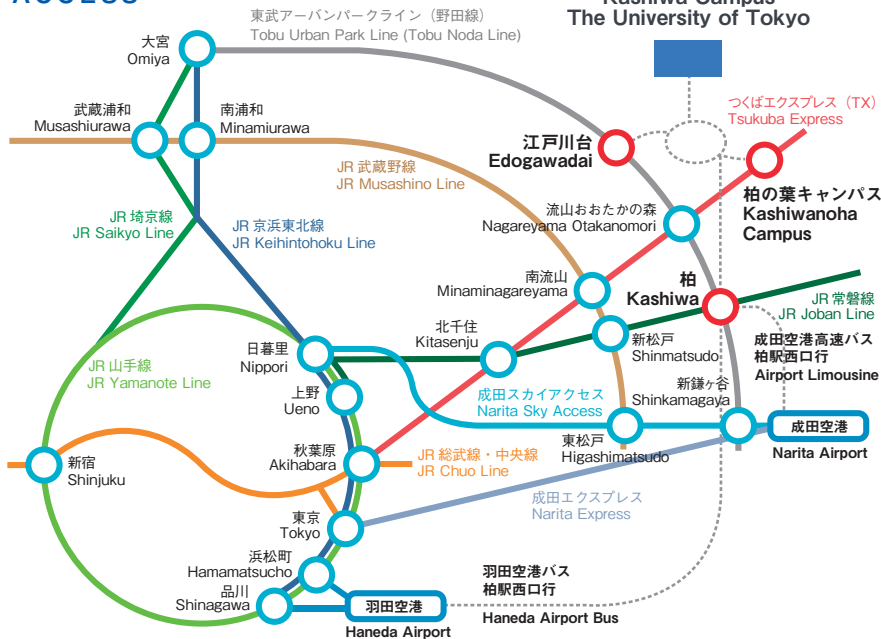 ACCESS
Kashiwa Campus
The University of Tokyo
東武アーバンパークライン（野田線）
Tobu Urban Park Line (Tobu Noda Line)
大宮
Omiya
つくばエクスプレス（TX）
Tsukuba Express
武蔵浦和
Musashiurawa
南浦和
Minamiurawa
江戸川台
Edogawadai
JR 武蔵野線
JR Musashino Line
柏の葉キャンパス
Kashiwanoha
Campus
流山おおたかの森
Nagareyama Otakanomori
JR 埼京線
JR Saikyo Line
JR 京浜東北線
JR Keihintohoku Line
南流山
Minaminagareyama
柏
Kashiwa
JR 常磐線
JR Joban Line
北千住
Kitasenju
日暮里
Nippori
新松戸
Shinmatsudo
成田空港高速バス
柏駅西口行
Airport Limousine
JR 山手線
JR Yamanote Line
上野
Ueno
成田スカイアクセス
Narita Sky Access
新鎌ヶ谷
Shinkamagaya
成田空港
Narita Airport
東松戸
Higashimatsudo
新宿
Shinjuku
秋葉原
Akihabara
JR 総武線・中央線
JR Chuo Line
成田エクスプレス
Narita Express
東京
Tokyo
浜松町
Hamamatsucho
品川
Shinagawa
羽田空港
Haneda Airport
羽田空港バス
柏駅西口行
Haneda Airport Bus